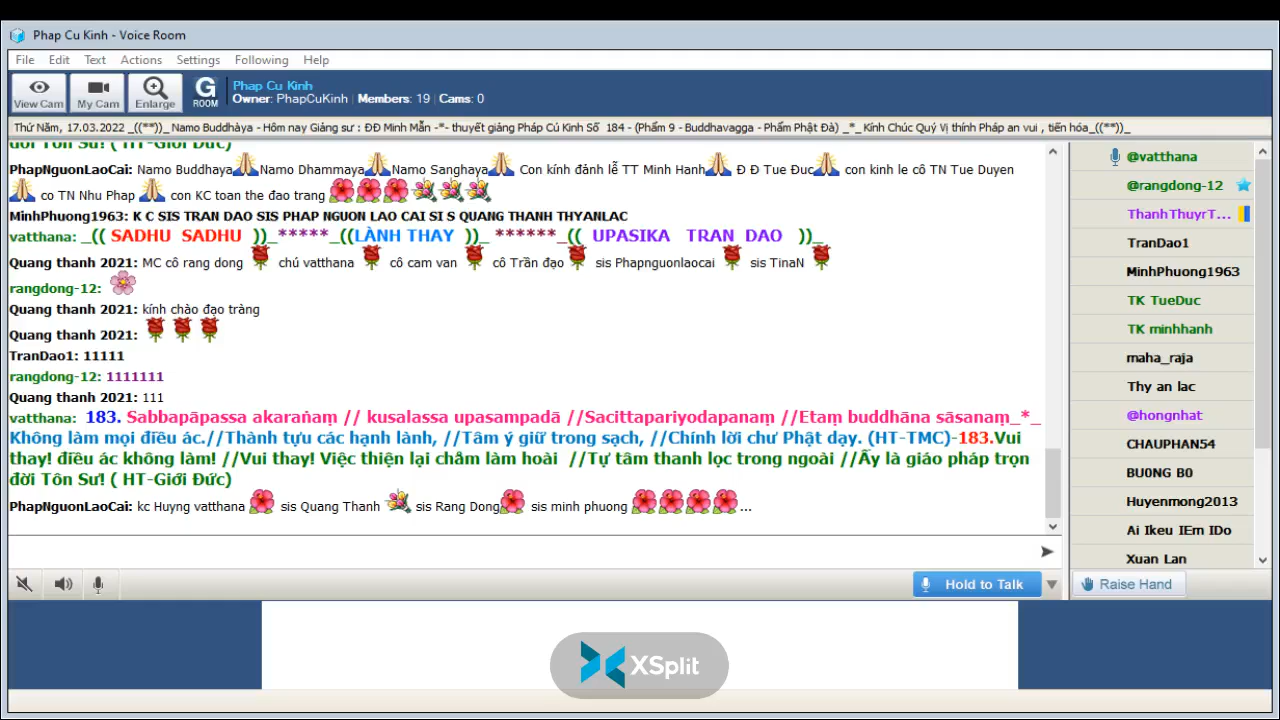 Phap Cu Kinh - Voice Room
File Edit Text Actions Settings Following Help
View Cam My Cam Enlarge G ROOM
Phap Cu Kinh
Owner: PhapCuKinh | Members: 19 | Cams: 0
Thứ Năm, 17.03.2022 _((**))_ Namo Buddhàya - Hôm nay Giảng sư : ĐĐ Minh Mẫn -*- thuyết giảng Pháp Cú Kinh Số 184 - (Phẩm 9 - Buddhavagga - Phẩm Phật Đà) _*_ Kính Chúc Quý Vị thính Pháp an vui , tiến hóa_((**))_
đời Tôn Sư! ( HT-Giới Đức)
PhapNguonLaoCai: Namo Buddhaya Namo Dhammaya Namo Sanghaya Con kính đảnh lễ TT Minh Hanh Đ Đ Tue Đuc con kinh le cô TN Tue Duyen
co TN Nhu Phap con KC toan the đao trang
MinhPhuong1963: K C SIS TRAN DAO SIS PHAP NGUON LAO CAI SI S QUANG THANH THYANLAC
vatthana: _(( SADHU SADHU ))_*****_((LÀNH THAY ))_ ******_(( UPASIKA TRAN DAO ))_
Quang thanh 2021: MC cô rang dong chú vatthana cô cam van cô Trần đạo sis Phapnguonlaocai sis TinaN
rangdong-12:
Quang thanh 2021: kính chào đạo tràng
Quang thanh 2021:
TranDao1: 11111
rangdong-12: 1111111
Quang thanh 2021: 111
vatthana: 183. Sabbapāpassa akaraṅaṃ // kusalassa upasampadā //Sacittapariyodapanaṃ //Etaṃ buddhāna sāsanaṃ_*_
Không làm mọi điều ác.//Thành tựu các hạnh lành, //Tâm ý giữ trong sạch, //Chính lời chư Phật dạy. (HT-TMC)-183.Vui
thay! điều ác không làm! //Vui thay! Việc thiện lại chăm làm hoài //Tự tâm thanh lọc trong ngoài //Ấy là giáo pháp trọn
đời Tôn Sư! ( HT-Giới Đức)
PhapNguonLaoCai: kc Huyng vatthana sis Quang Thanh sis Rang Dong sis minh phuong ...
@vatthana
@rangdong-12
ThanhThuyrT...
TranDao1
MinhPhuong1963
TK TueDuc
TK minhhanh
maha_raja
Thy an lac
@hongnhat
CHAUPHAN54
BU0NG B0
Huyenmong2013
Ai Ikeu IEm IDo
Xuan Lan
Hold to Talk
Raise Hand
XSplit